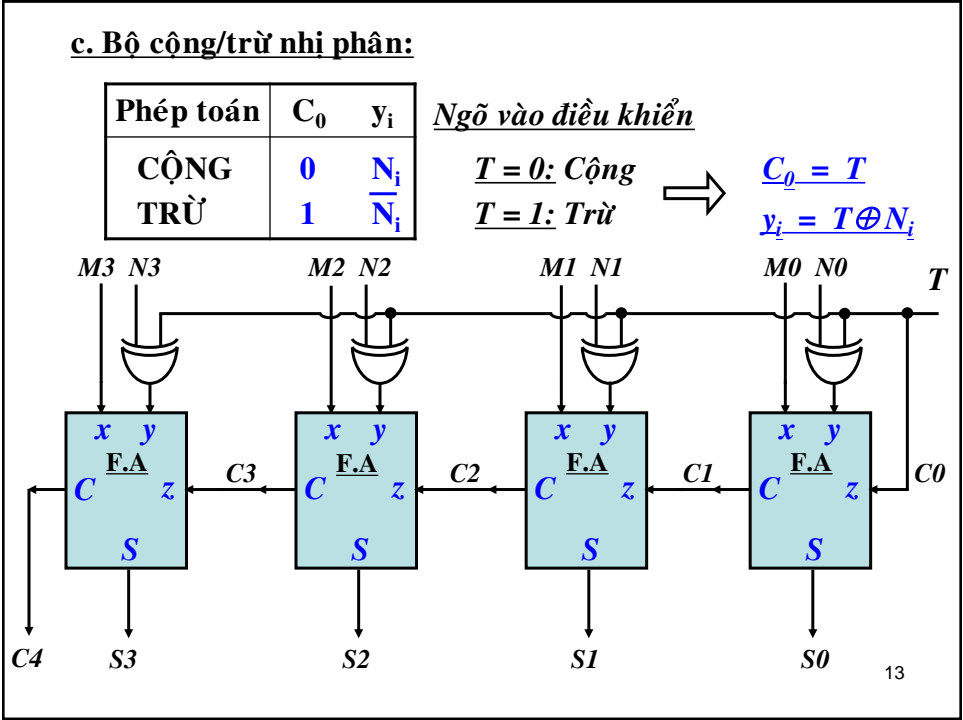 c. Bộ cộng/trừ nhị phân:
Phép toán C₀ yᵢ
CỘNG 0 Nᵢ
TRỪ 1 N̅ᵢ
Ngõ vào điều khiển
T = 0: Cộng
T = 1: Trừ
C₀ = T
yᵢ = T⊕Nᵢ
M3 N3 M2 N2 M1 N1 M0 N0 T
x y x y x y x y
F.A F.A F.A F.A
C z C3 C z C2 C z C1 C z C0
S S S S
C4 S3 S2 S1 S0
13